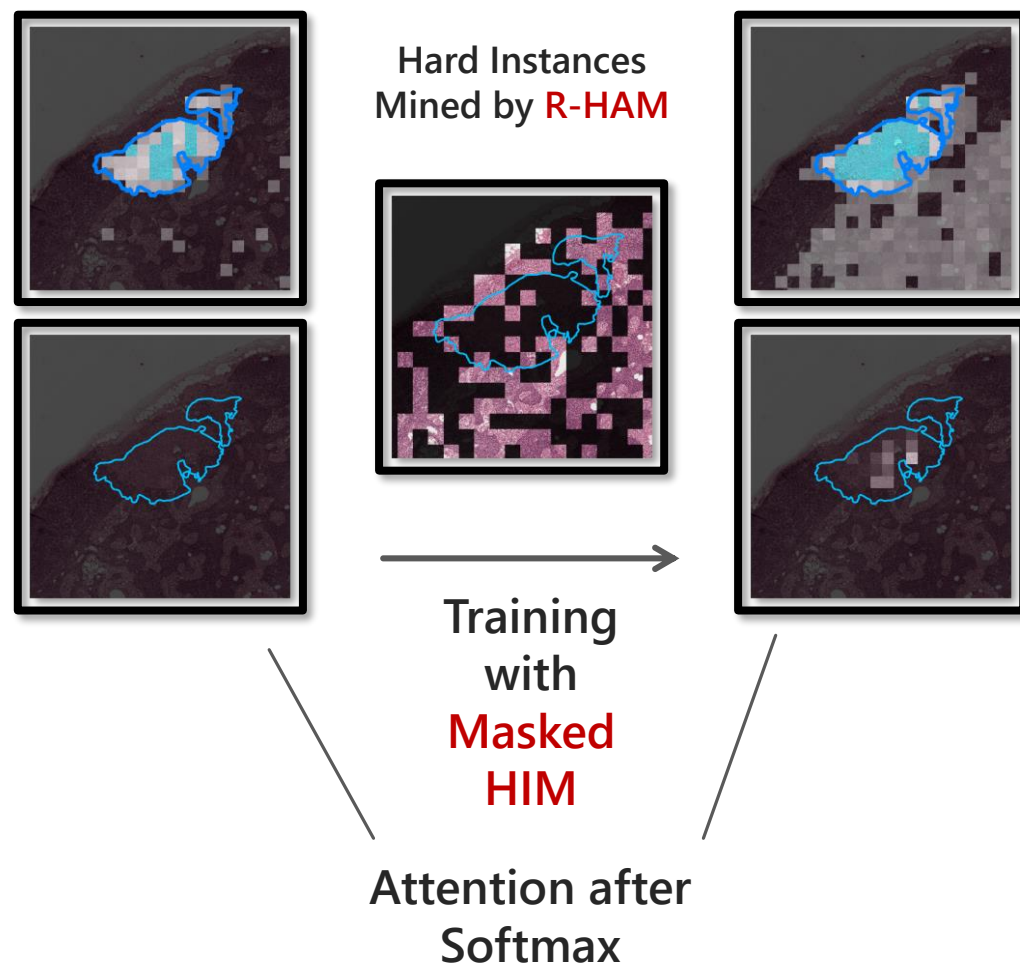 Hard Instances
Mined by R-HAM
Training
with
Masked
HIM
Attention after
Softmax